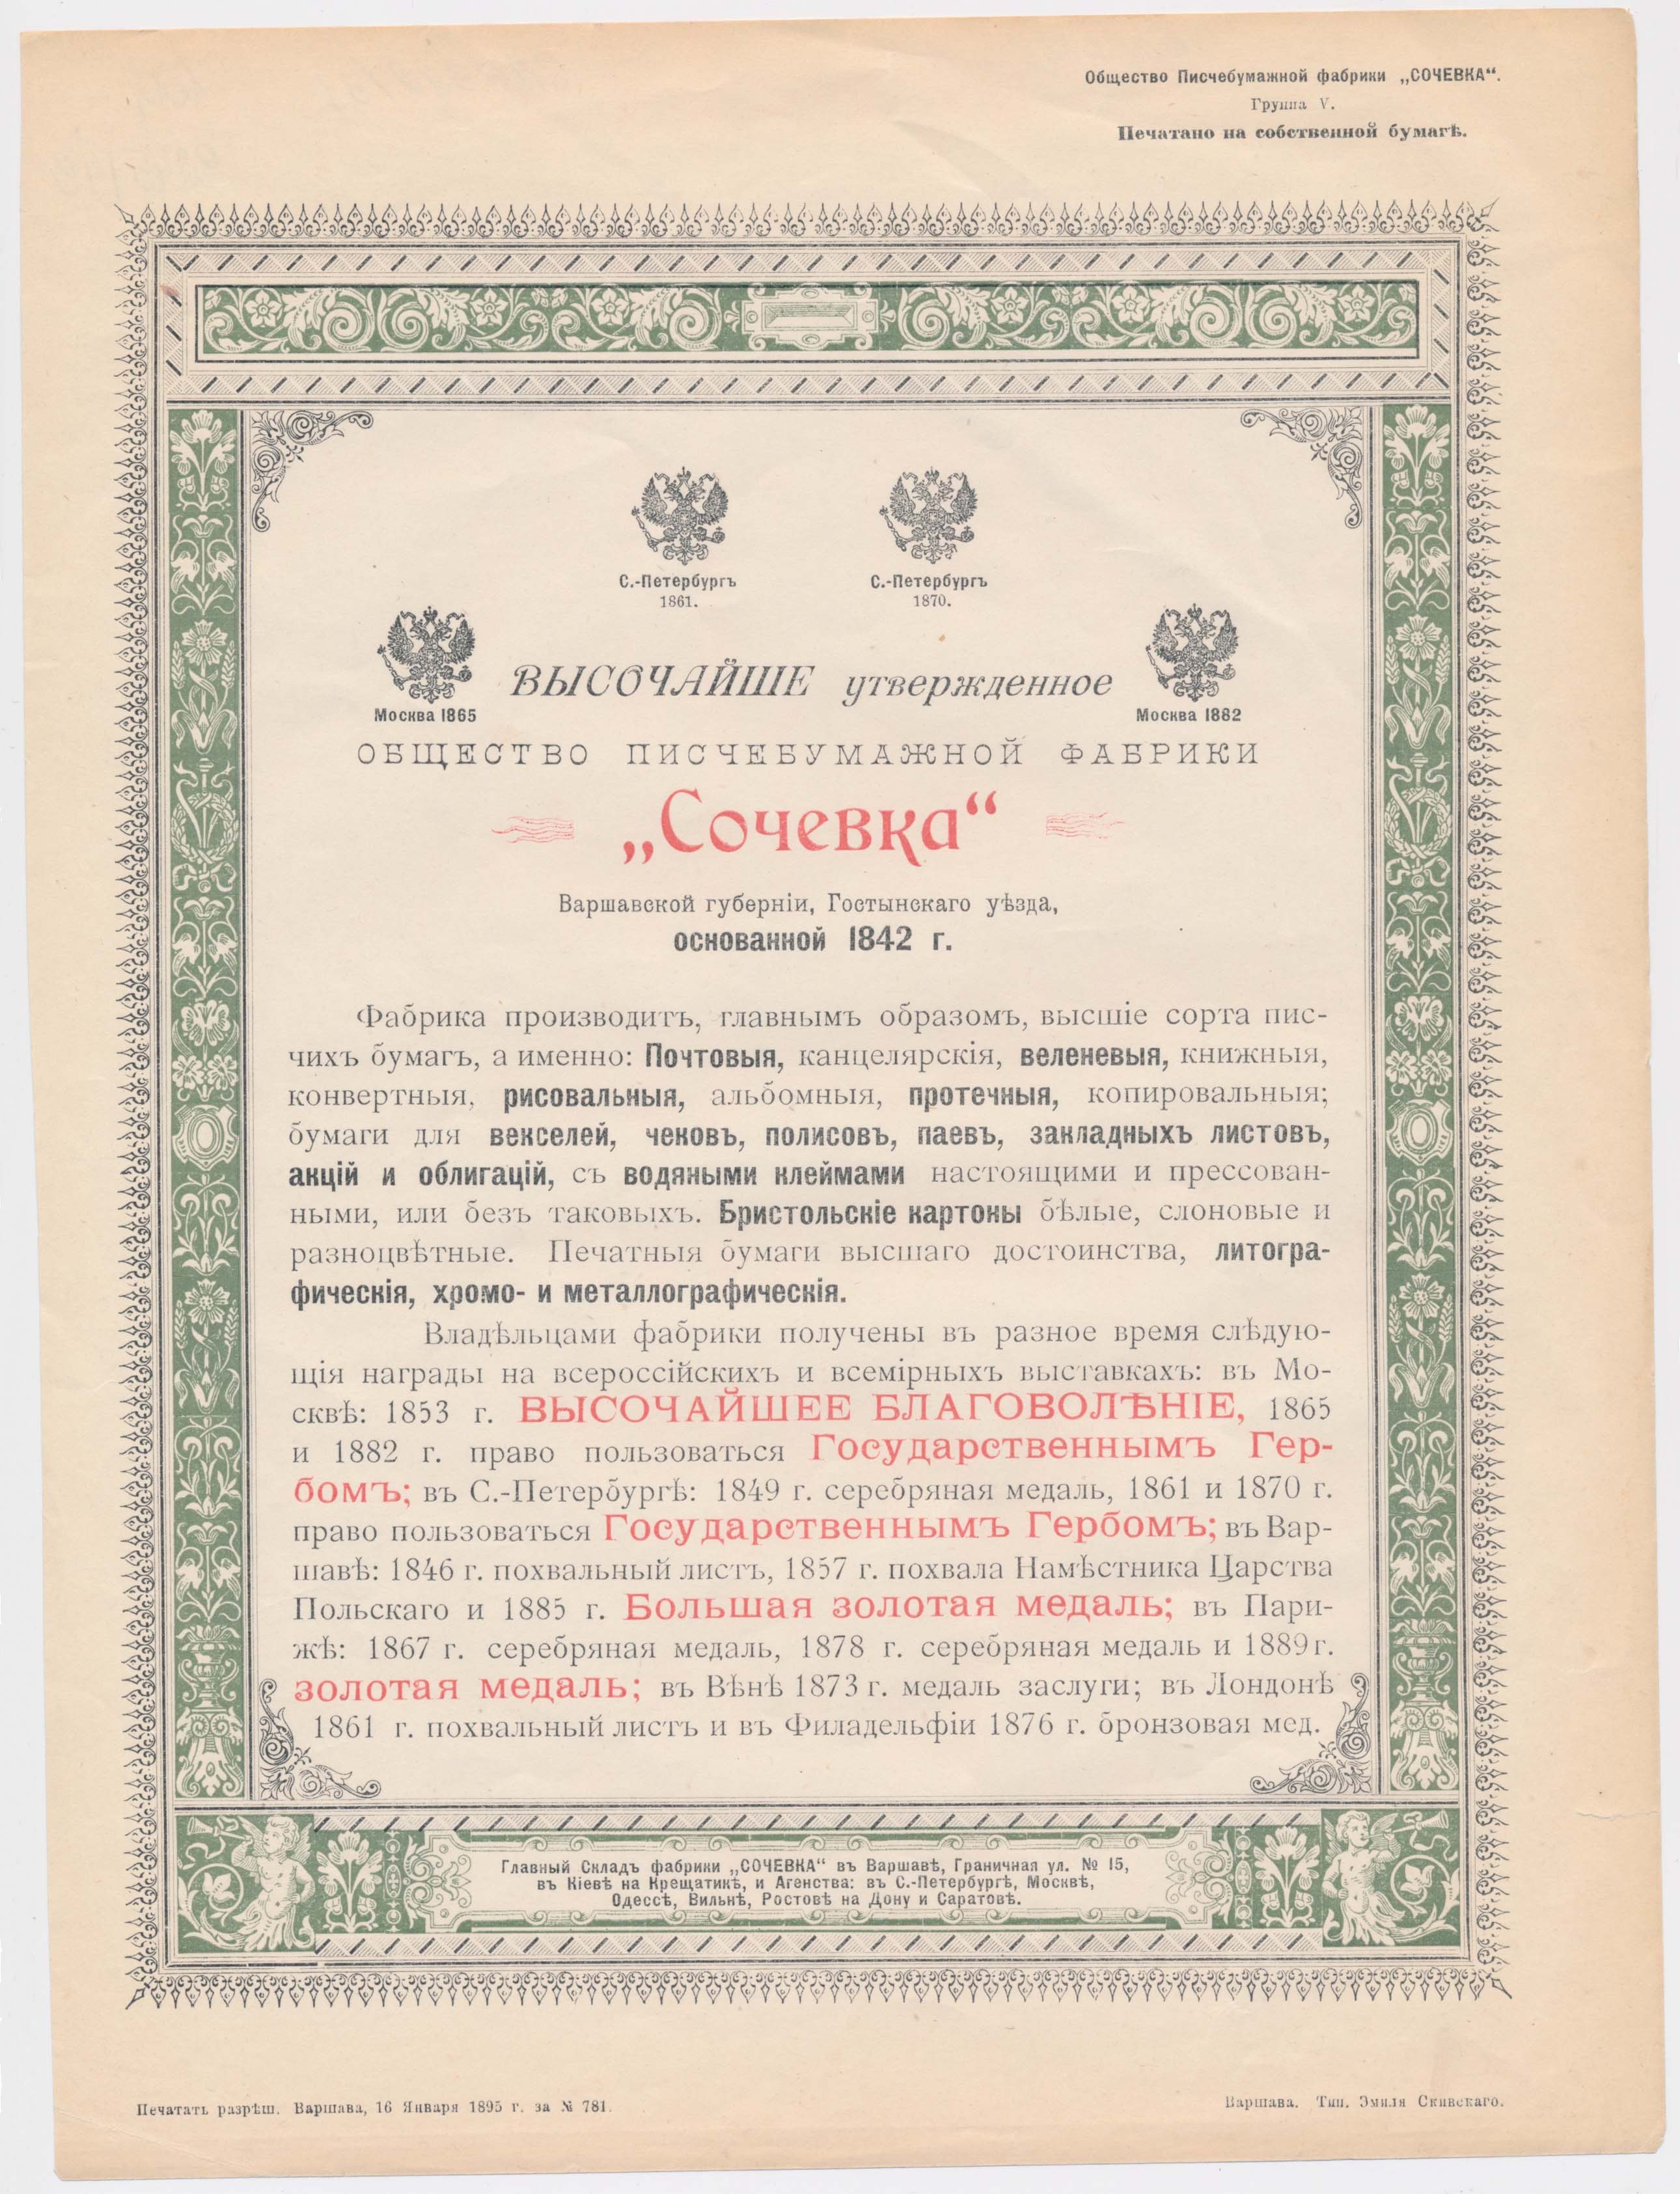 Общество Писчебумажной фабрики „СОЧЕВКА“.
Группа V.
Печатано на собственной бумагѣ.
С.-Петербургъ
1861.
С.-Петербургъ
1870.
Москва 1865
ВЫСОЧАЙШЕ утвержденное
Москва 1882
ОБЩЕСТВО ПИСЧЕБУМАЖНОЙ ФАБРИКИ
„Сочевка“
Варшавской губерніи, Гостынскаго уѣзда,
основанной 1842 г.
Фабрика производитъ, главнымъ образомъ, высшіе сорта пис-
чихъ бумагъ, а именно: Почтовыя, канцелярскія, веленевыя, книжныя,
конвертныя, рисовальныя, альбомныя, протечныя, копировальныя;
бумаги для векселей, чековъ, полисовъ, паевъ, закладныхъ листовъ,
акцій и облигацій, съ водяными клеймами настоящими и прессован-
ными, или безъ таковыхъ. Бристольскіе картоны бѣлые, слоновые и
разноцвѣтные. Печатныя бумаги высшаго достоинства, литогра-
фическія, хромо- и металлографическія.
Владѣльцами фабрики получены въ разное время слѣдую-
щія награды на всероссійскихъ и всемірныхъ выставкахъ: въ Мо-
сквѣ: 1853 г. ВЫСОЧАЙШЕЕ БЛАГОВОЛѢНІЕ, 1865
и 1882 г. право пользоваться Государственнымъ Гер-
бомъ; въ С.-Петербургѣ: 1849 г. серебряная медаль, 1861 и 1870 г.
право пользоваться Государственнымъ Гербомъ; въ Вар-
шавѣ: 1846 г. похвальный листъ, 1857 г. похвала Намѣстника Царства
Польскаго и 1885 г. Большая золотая медаль; въ Пари-
жѣ: 1867 г. серебряная медаль, 1878 г. серебряная медаль и 1889 г.
золотая медаль; въ Вѣнѣ 1873 г. медаль заслуги; въ Лондонѣ
1861 г. похвальный листъ и въ Филадельфіи 1876 г. бронзовая мед.
Главный Складъ фабрики „СОЧЕВКА“ въ Варшавѣ, Граничная ул. № 15,
въ Кіевѣ на Крещатикѣ, и Агенства: въ С.-Петербургѣ, Москвѣ,
Одессѣ, Вильнѣ, Ростовѣ на Дону и Саратовѣ.
Печатать разрѣш. Варшава, 16 Января 1895 г. за № 781.
Варшава. Тип. Эмиля Скивскаго.